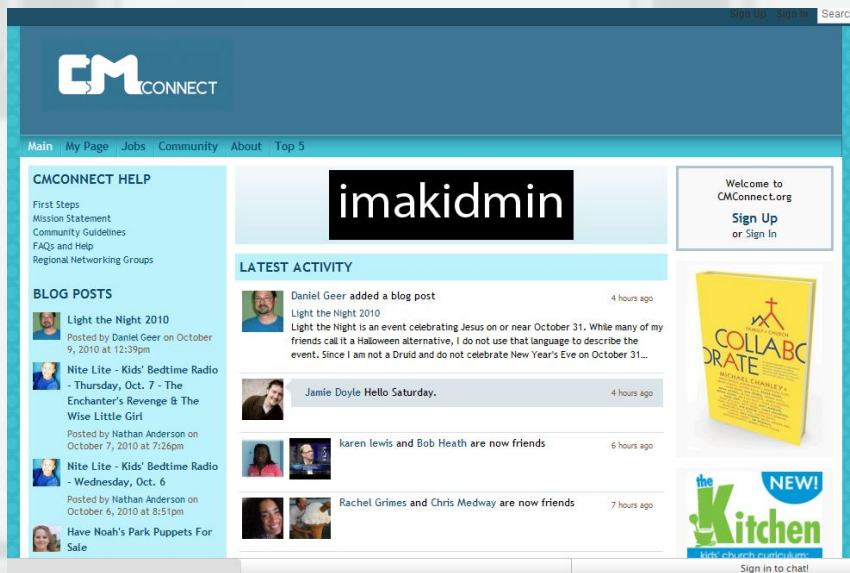 Sign Up Sign In Searc
CM CONNECT
Main My Page Jobs Community About Top 5
CMCONNECT HELP
First Steps
Mission Statement
Community Guidelines
FAQs and Help
Regional Networking Groups
BLOG POSTS
Light the Night 2010
Posted by Daniel Geer on October
9, 2010 at 12:39pm
Nite Lite - Kids' Bedtime Radio
- Thursday, Oct. 7 - The
Enchanter's Revenge & The
Wise Little Girl
Posted by Nathan Anderson on
October 7, 2010 at 7:26pm
Nite Lite - Kids' Bedtime Radio
- Wednesday, Oct. 6
Posted by Nathan Anderson on
October 6, 2010 at 8:51pm
Have Noah's Park Puppets For
Sale
imakidmin
LATEST ACTIVITY
Daniel Geer added a blog post 4 hours ago
Light the Night 2010
Light the Night is an event celebrating Jesus on or near October 31. While many of my
friends call it a Halloween alternative, I do not use that language to describe the
event. Since I am not a Druid and do not celebrate New Year's Eve on October 31...
Jamie Doyle Hello Saturday. 4 hours ago
karen lewis and Bob Heath are now friends 6 hours ago
Rachel Grimes and Chris Medway are now friends 7 hours ago
Welcome to
CMConnect.org
Sign Up
or Sign In
FAMILY & CHURCH
COLLABO
RATE
MICHAEL CHANLEY
the
NEW!
Kitchen
kids' church curriculum:
Sign in to chat!